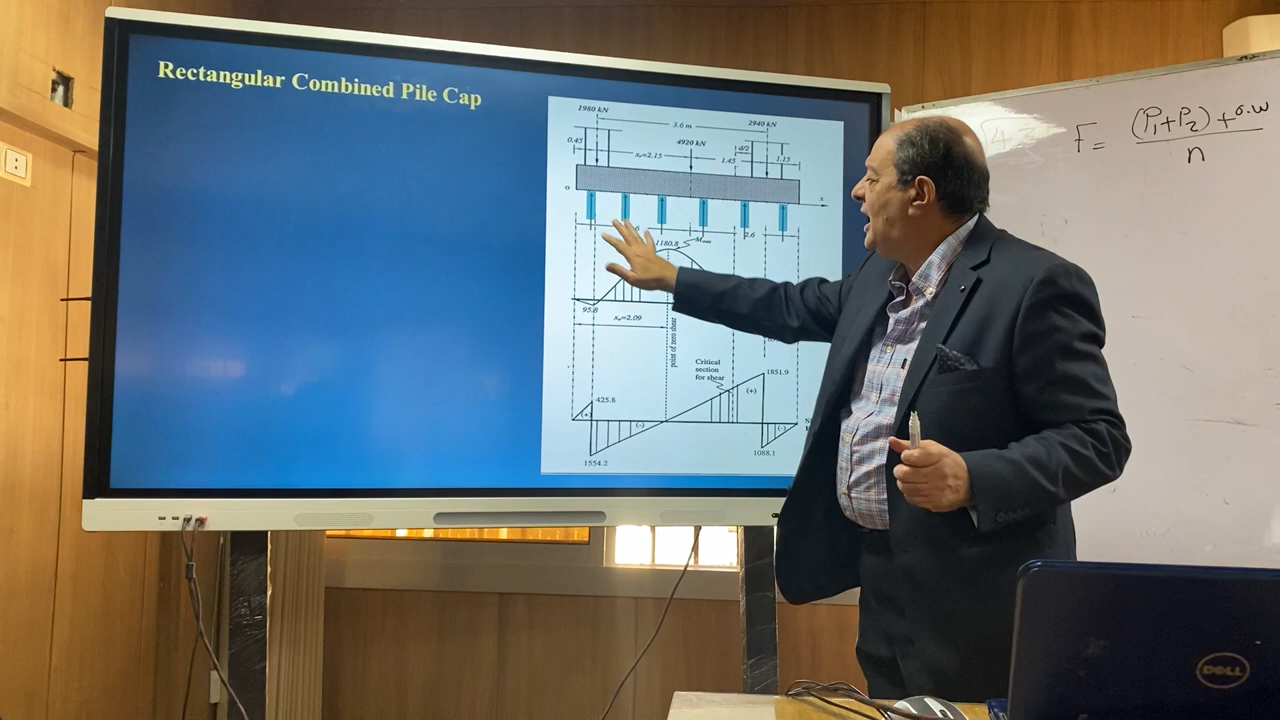 Rectangular Combined Pile Cap
1980 kN
3.6 m
2940 kN
4920 kN
0.45
xr=2.15
d/2
1.45
1.15
o
x
2.6
1180.8
Mmax
95.8
xo=2.09
point of zero shear
Critical
section
for shear
1851.9
425.8
(+)
(+)
(-)
(-)
1554.2
1088.1
F = (P1+P2) + o.w
n
DELL